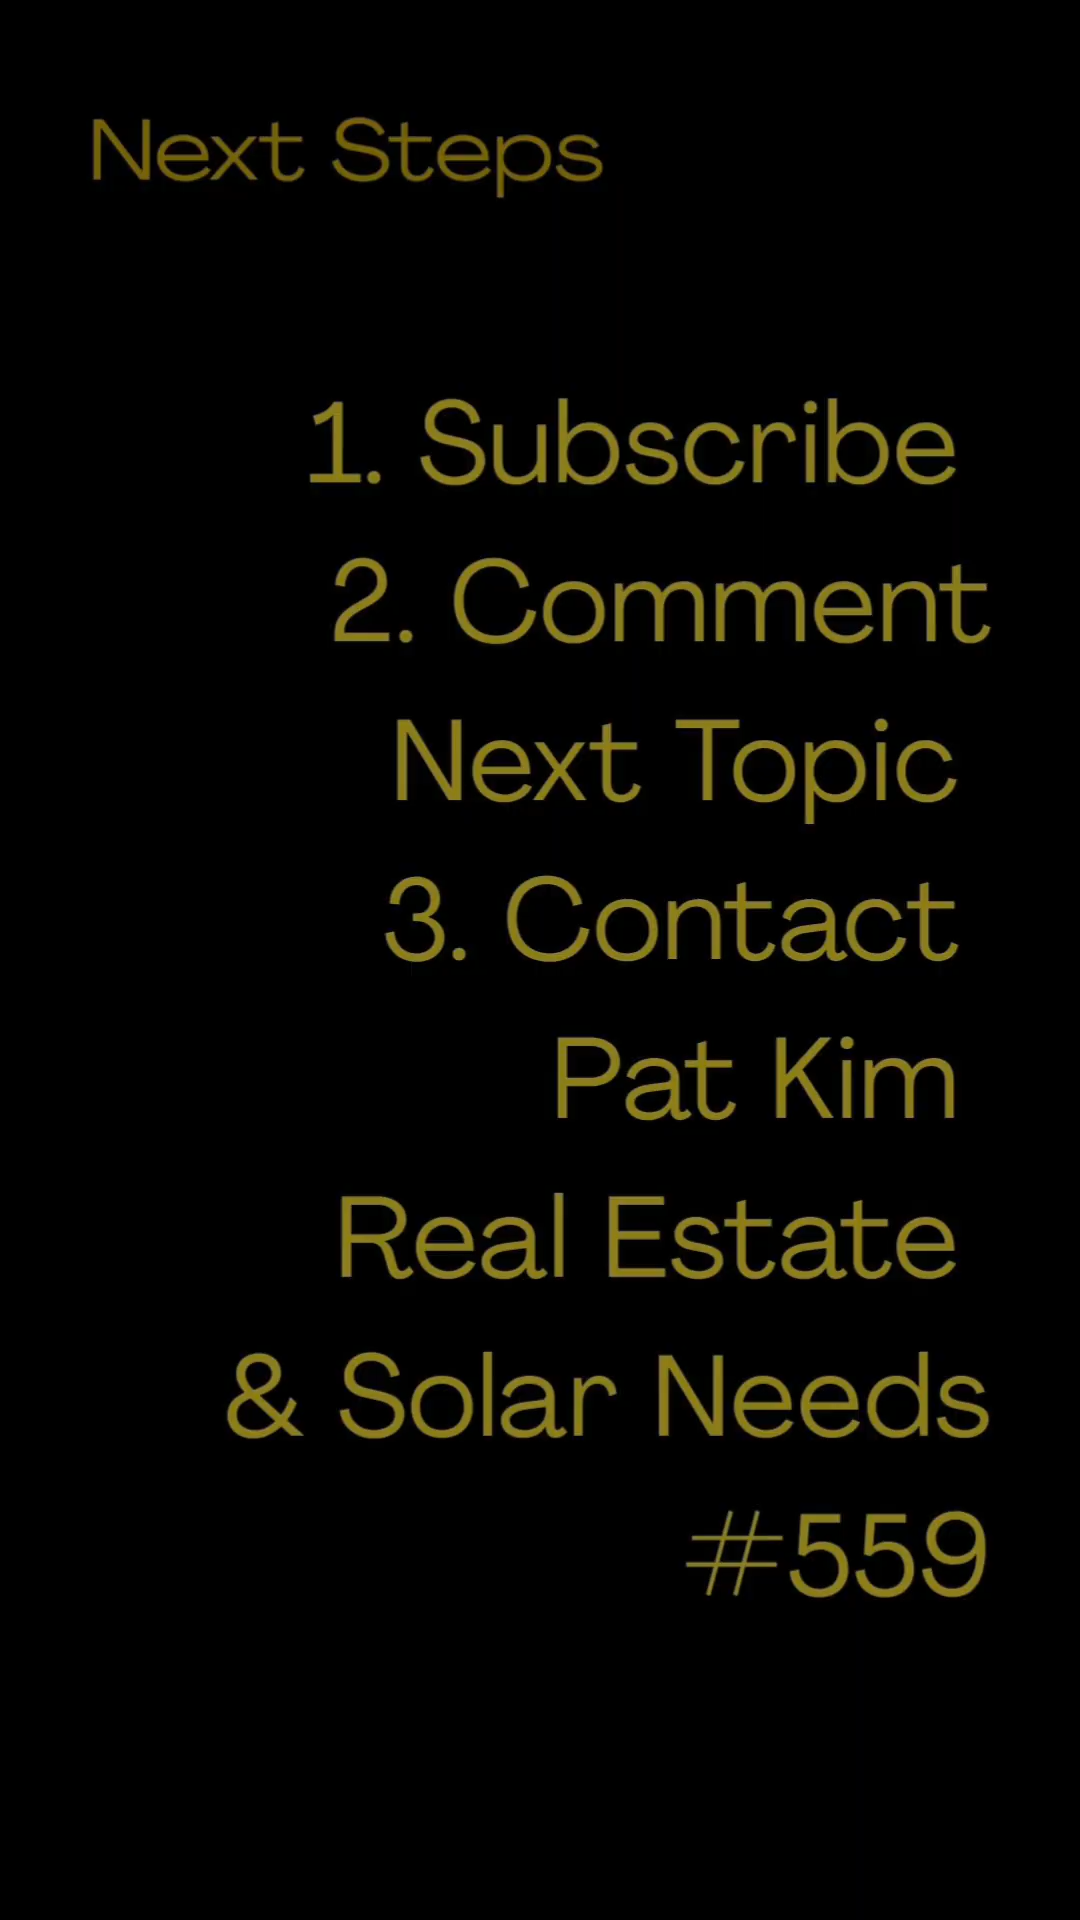 Next Steps
1. Subscribe
2. Comment
Next Topic
3. Contact
Pat Kim
Real Estate
& Solar Needs
#559